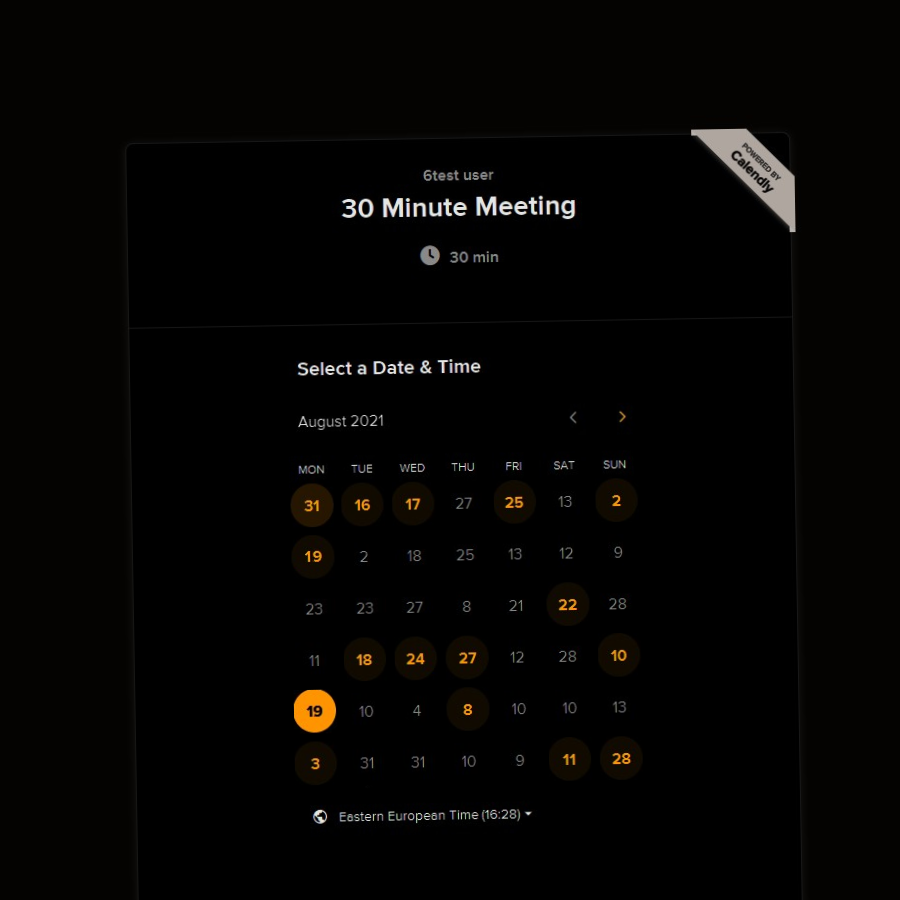 POWERED BY
Calendly
6test user
30 Minute Meeting
30 min
Select a Date & Time
August 2021
MON TUE WED THU FRI SAT SUN
31 16 17 27 25 13 2
19 2 18 25 13 12 9
23 23 27 8 21 22 28
11 18 24 27 12 28 10
19 10 4 8 10 10 13
3 31 31 10 9 11 28
Eastern European Time (16:28)